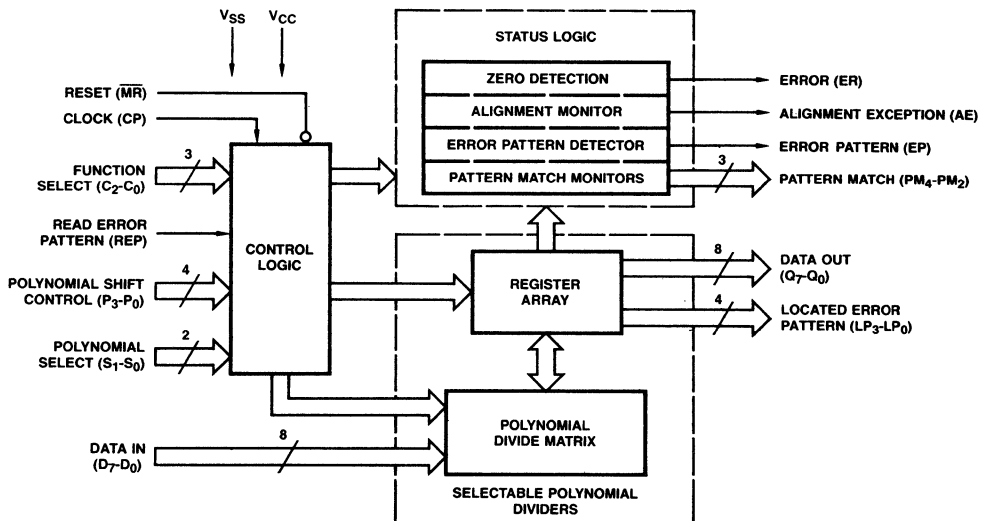 V_SS
V_CC
RESET (M̅R̅)
CLOCK (CP)
3
FUNCTION
SELECT (C₂-C₀)
READ ERROR
PATTERN (REP)
4
POLYNOMIAL SHIFT
CONTROL (P₃-P₀)
2
POLYNOMIAL
SELECT (S₁-S₀)
8
DATA IN
(D₇-D₀)
CONTROL
LOGIC
STATUS LOGIC
ZERO DETECTION
ALIGNMENT MONITOR
ERROR PATTERN DETECTOR
PATTERN MATCH MONITORS
ERROR (ER)
ALIGNMENT EXCEPTION (AE)
ERROR PATTERN (EP)
3
PATTERN MATCH (PM₄-PM₂)
REGISTER
ARRAY
8
DATA OUT
(Q₇-Q₀)
4
LOCATED ERROR
PATTERN (LP₃-LP₀)
POLYNOMIAL
DIVIDE MATRIX
SELECTABLE POLYNOMIAL
DIVIDERS